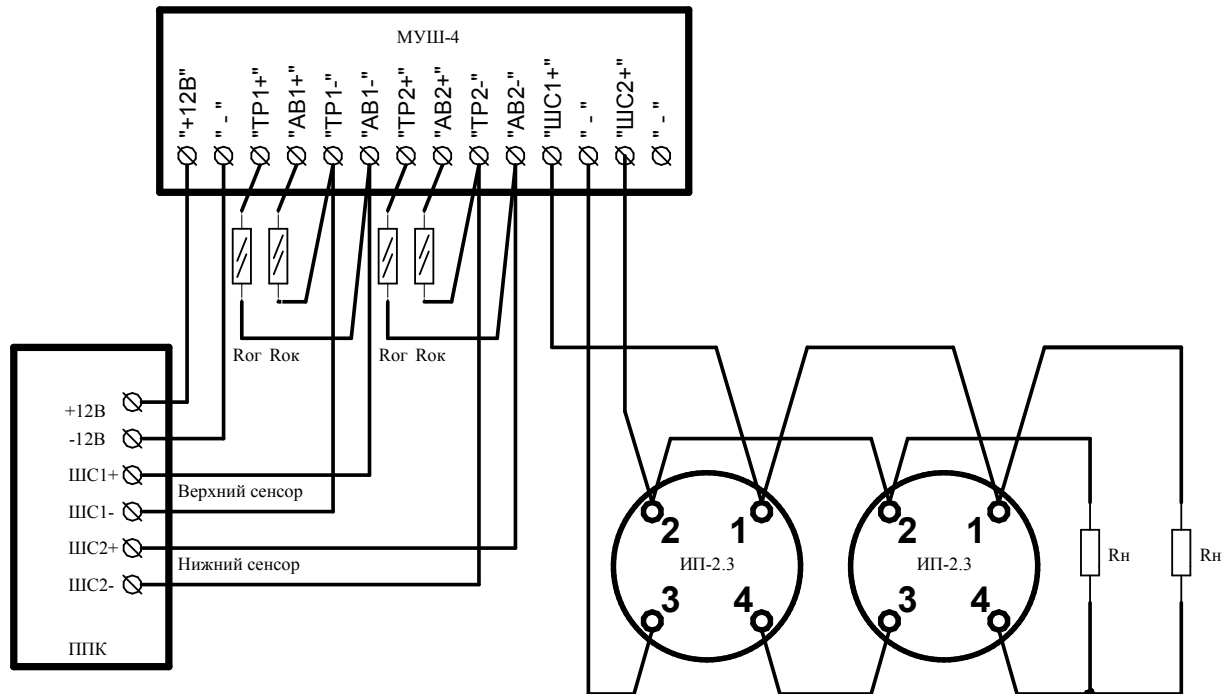 МУШ-4
"+12В"
"-"
"ТР1+"
"АВ1+"
"ТР1-"
"АВ1-"
"ТР2+"
"АВ2+"
"ТР2-"
"АВ2-"
"ШС1+"
"-"
"ШС2+"
"-"
Rог Rок
Rог Rок
+12В
-12В
ШС1+
Верхний сенсор
ШС1-
ШС2+
Нижний сенсор
ШС2-
ППК
2 1
ИП-2.3
3 4
2 1
ИП-2.3
3 4
Rн
Rн